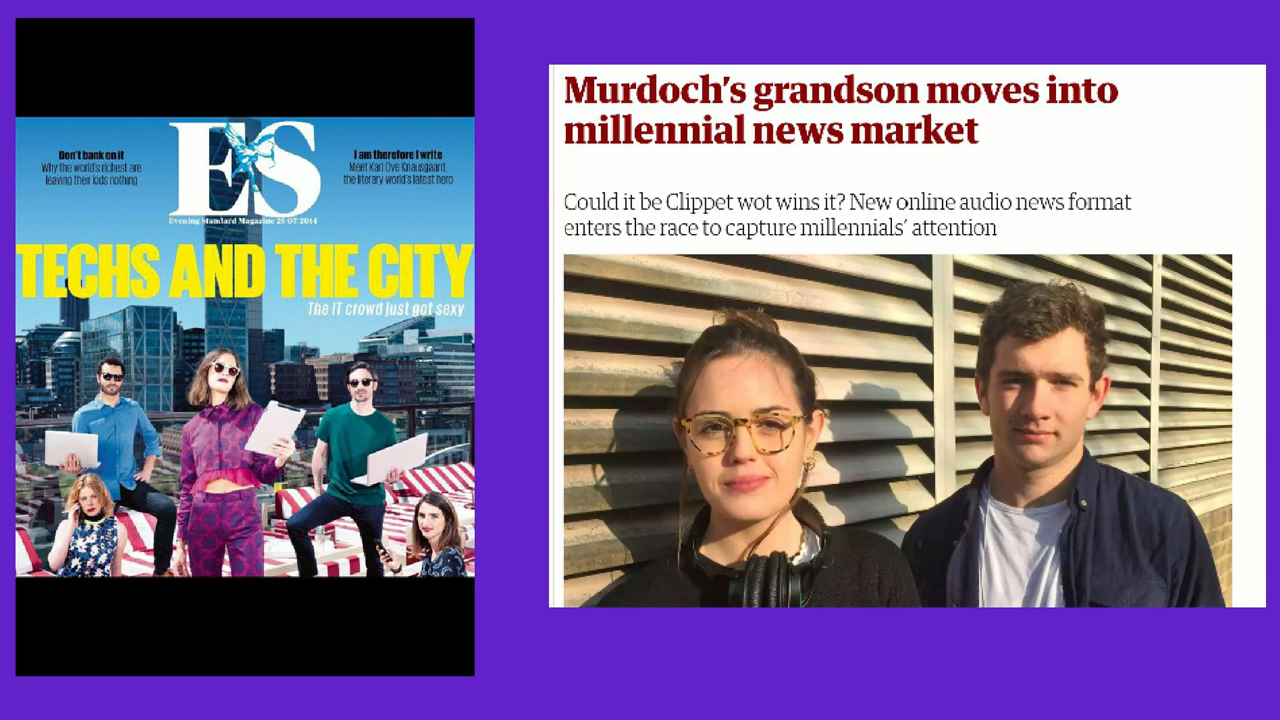 Don't bank on it
Why the world's richest are
leaving their kids nothing
ES
I am therefore I write
Meet Karl Ove Knausgaard,
the literary world's latest hero
Evening Standard Magazine 25·07·2014
TECHS AND THE CITY
The IT crowd just got sexy
Murdoch's grandson moves into
millennial news market
Could it be Clippet wot wins it? New online audio news format
enters the race to capture millennials' attention